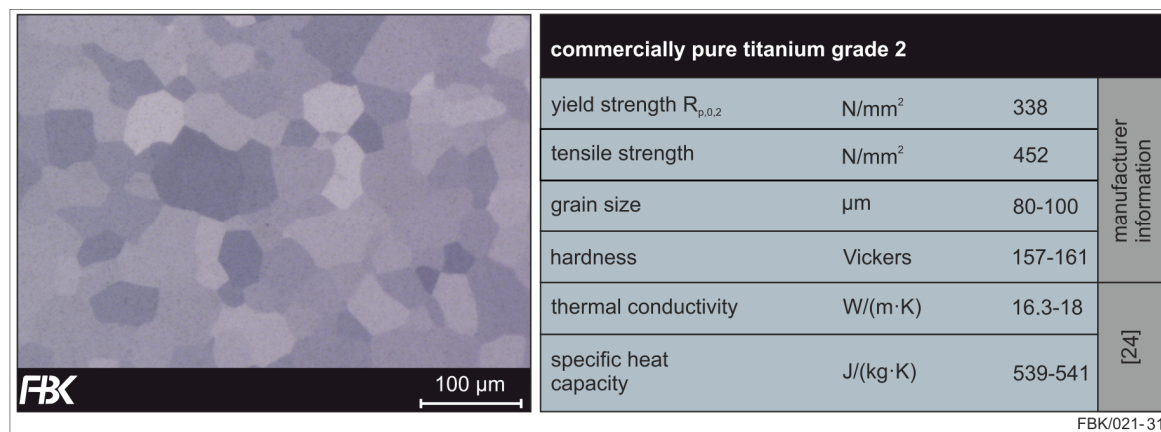 FBK
100 µm
commercially pure titanium grade 2
yield strength Rp,0,2 N/mm² 338
tensile strength N/mm² 452
grain size µm 80-100
hardness Vickers 157-161
manufacturer
information
thermal conductivity W/(m·K) 16.3-18
specific heat
capacity J/(kg·K) 539-541
[24]
FBK/021-31